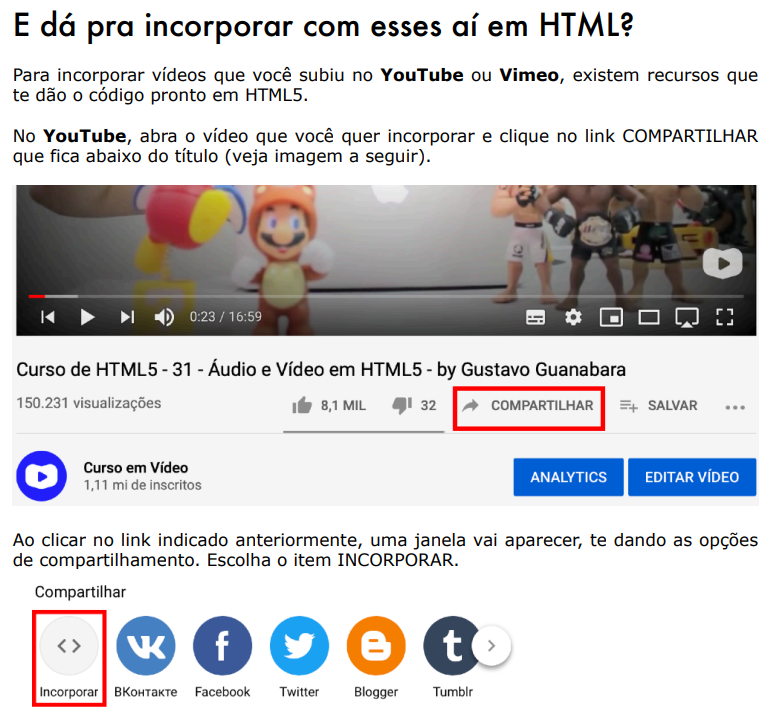 E dá pra incorporar com esses aí em HTML?
Para incorporar vídeos que você subiu no YouTube ou Vimeo, existem recursos que
te dão o código pronto em HTML5.
No YouTube, abra o vídeo que você quer incorporar e clique no link COMPARTILHAR
que fica abaixo do título (veja imagem a seguir).
0:23 / 16:59
Curso de HTML5 - 31 - Áudio e Vídeo em HTML5 - by Gustavo Guanabara
150.231 visualizações 8,1 MIL 32 COMPARTILHAR SALVAR
Curso em Vídeo
1,11 mi de inscritos
ANALYTICS EDITAR VÍDEO
Ao clicar no link indicado anteriormente, uma janela vai aparecer, te dando as opções
de compartilhamento. Escolha o item INCORPORAR.
Compartilhar
Incorporar ВКонтакте Facebook Twitter Blogger Tumblr